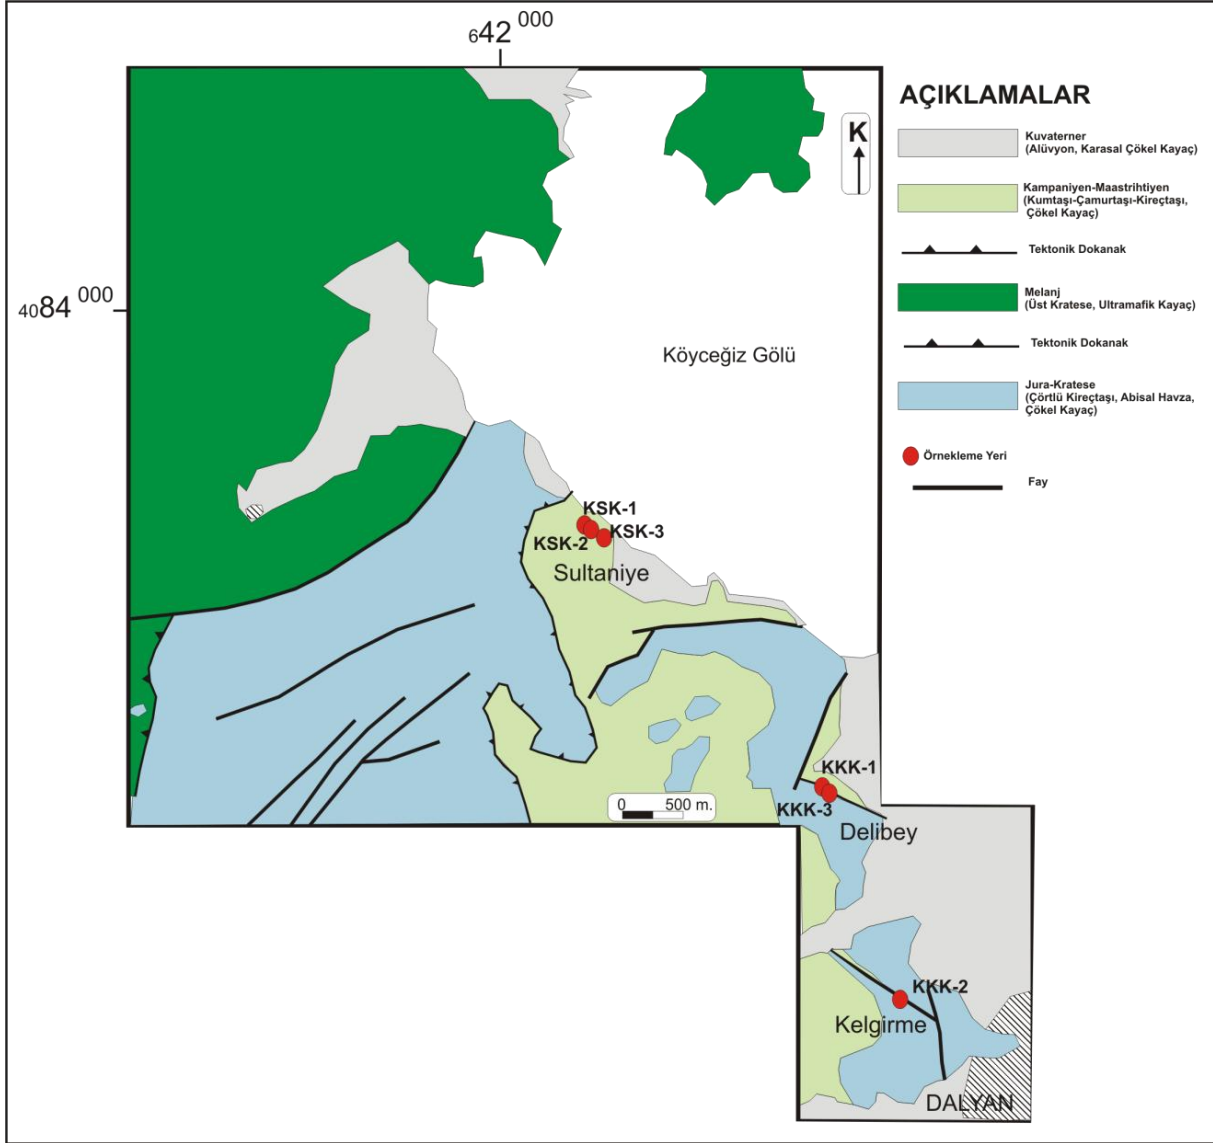 642 000
4084 000
K
Köyceğiz Gölü
KSK-1
KSK-2
KSK-3
Sultaniye
KKK-1
KKK-3
Delibey
0 500 m.
KKK-2
Kelgirme
DALYAN
AÇIKLAMALAR
Kuvaterner
(Alüvyon, Karasal Çökel Kayaç)
Kampaniyen-Maastrihtiyen
(Kumtaşı-Çamurtaşı-Kireçtaşı,
Çökel Kayaç)
Tektonik Dokanak
Melanj
(Üst Kratese, Ultramafik Kayaç)
Tektonik Dokanak
Jura-Kratese
(Çörtlü Kireçtaşı, Abisal Havza,
Çökel Kayaç)
Örnekleme Yeri
Fay